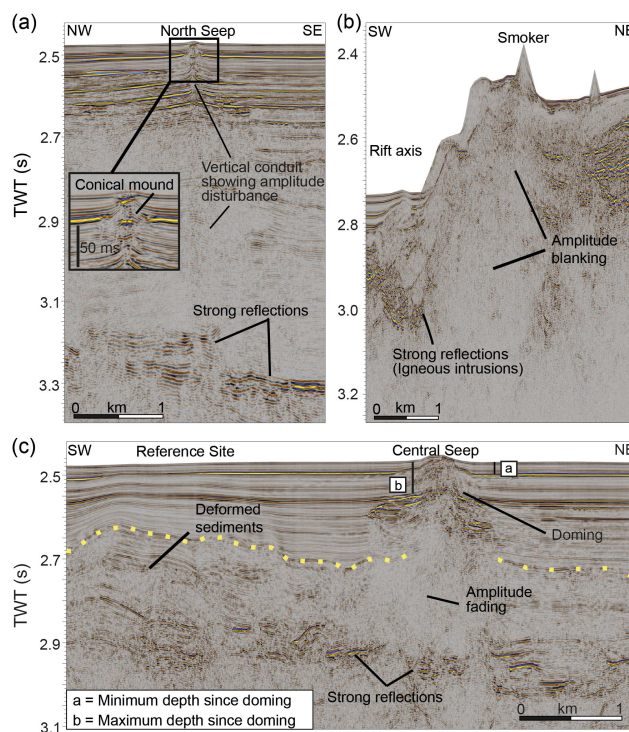 (a)
NW
North Seep
SE
2.5
2.7
2.9
3.1
3.3
TWT (s)
Vertical conduit
showing amplitude
disturbance
Conical mound
50 ms
Strong reflections
0 km 1
(b)
SW
Smoker
NE
2.4
2.6
2.8
3.0
3.2
Rift axis
Amplitude
blanking
Strong reflections
(Igneous intrusions)
0 km 1
(c)
SW
Reference Site
Central Seep
NE
2.5
2.7
2.9
3.1
TWT (s)
a
b
Deformed
sediments
Doming
Amplitude
fading
Strong reflections
a = Minimum depth since doming
b = Maximum depth since doming
0 km 1